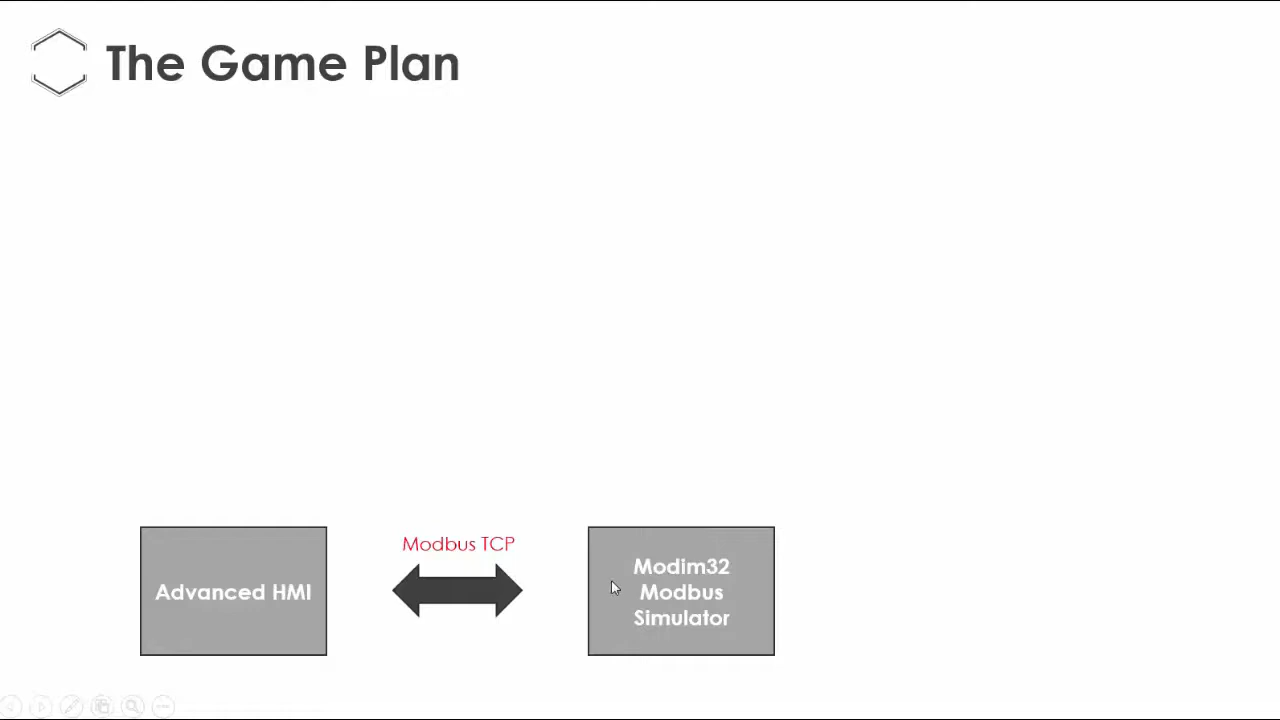 The Game Plan
Modbus TCP
Advanced HMI
Modim32
Modbus
Simulator